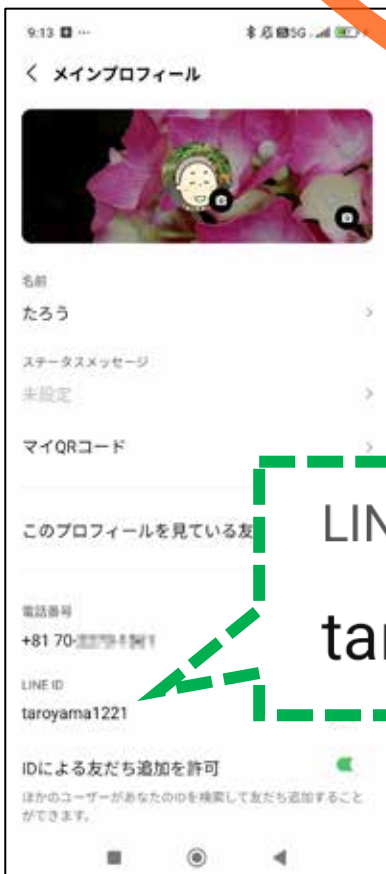 9:13
5G
メインプロフィール
名前
たろう
ステータスメッセージ
未設定
マイQRコード
このプロフィールを見ている友
LIN
tar
電話番号
+81 70-
LINE ID
taroyama1221
IDによる友だち追加を許可
ほかのユーザーがあなたのIDを検索して友だち追加すること
ができます。